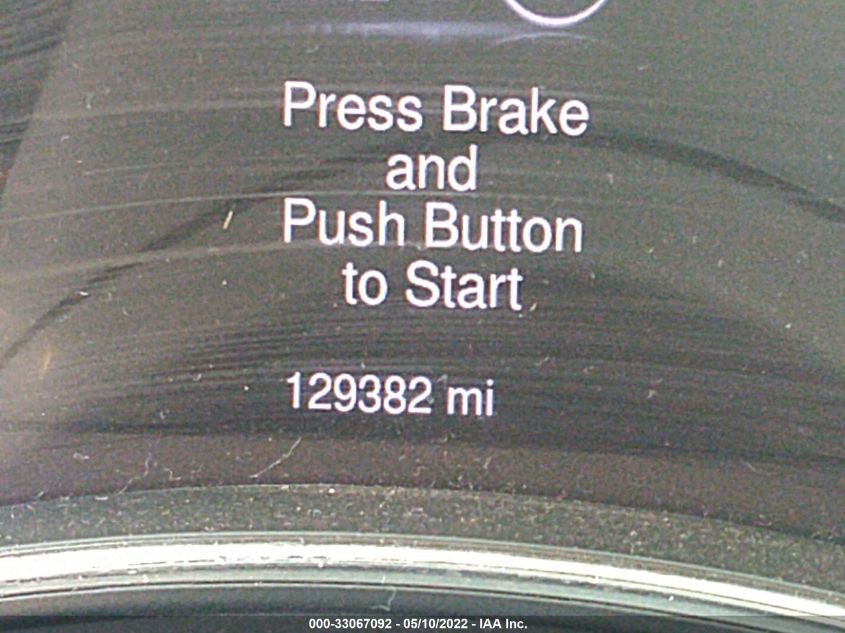 Press Brake
and
Push Button
to Start
129382 mi
000-33067092 - 05/10/2022 - IAA Inc.